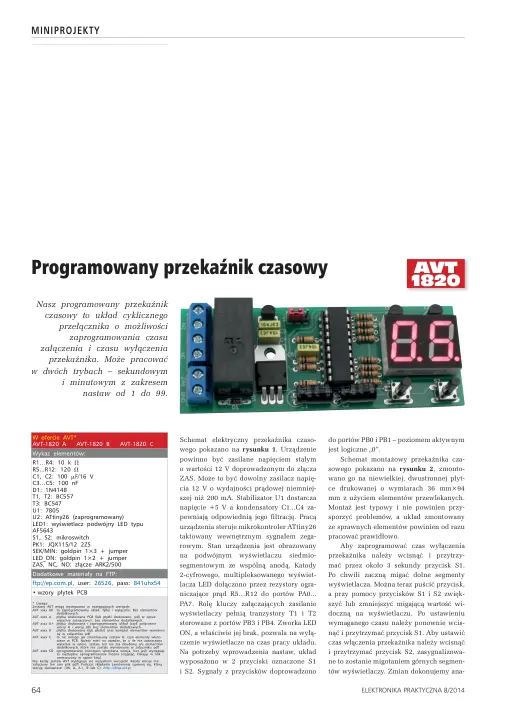 MINIPROJEKTY
Programowany przekaźnik czasowy
AVT
1820
Nasz programowany przekaźnik
czasowy to układ cyklicznego
przełącznika o możliwości
zaprogramowania czasu
załączenia i czasu wyłączenia
przekaźnika. Może pracować
w dwóch trybach – sekundowym
i minutowym z zakresem
nastaw od 1 do 99.
W ofercie AVT*
AVT-1820 A AVT-1820 B AVT-1820 C
Wykaz elementów:
R1...R4: 10 k Ω
R5...R12: 120 Ω
C1, C2: 100 µF/16 V
C3...C5: 100 nF
D1: 1N4148
T1, T2: BC557
T3: BC547
U1: 7805
U2: ATtiny26 (zaprogramowany)
LED1: wyświetlacz podwójny LED typu
AF5643
S1, S2: mikroswitch
PK1: JQX115/12 2ZS
SEK/MIN: goldpin 1×3 + jumper
LED ON: goldpin 1×2 + jumper
ZAS, NC, NO: złącze ARK2/500
Dodatkowe materiały na FTP:
ftp://ep.com.pl, user: 26526, pass: 841uhx54
• wzory płytek PCB
* Uwaga:
Schemat elektryczny przekaźnika czaso-
wego pokazano na rysunku 1. Urządzenie
powinno być zasilane napięciem stałym
o wartości 12 V doprowadzonym do złącza
ZAS. Może to być dowolny zasilacz napię-
cia 12 V o wydajności prądowej niemniej-
szej niż 200 mA. Stabilizator U1 dostarcza
napięcie +5 V a kondensatory C1...C4 za-
pewniają odpowiednią jego filtrację. Pracą
urządzenia steruje mikrokontroler ATtiny26
taktowany wewnętrznym sygnałem zega-
rowym. Stan urządzenia jest obrazowany
na podwójnym wyświetlaczu siedmio-
segmentowym ze wspólną anodą. Katody
2-cyfrowego, multipleksowanego wyświet-
lacza LED dołączono przez rezystory ogra-
niczające prąd R5...R12 do portów PA0...
PA7. Rolę kluczy załączających zasilanie
wyświetlaczy pełnią tranzystory T1 i T2
sterowane z portów PB3 i PB4. Zworka LED
ON, a właściwie jej brak, pozwala na wyłą-
czenie wyświetlacze na czas pracy układu.
Na potrzeby wprowadzenia nastaw, układ
wyposażono w 2 przyciski oznaczone S1
i S2. Sygnały z przycisków doprowadzono
do portów PB0 i PB1 – poziomem aktywnym
jest logiczne „0”.
Schemat montażowy przekaźnika cza-
sowego pokazano na rysunku 2, zmonto-
wano go na niewielkiej, dwustronnej płyt-
ce drukowanej o wymiarach 36 mm×94
mm z użyciem elementów przewlekanych.
Montaż jest typowy i nie powinien przy-
sporzyć problemów, a układ zmontowany
ze sprawnych elementów powinien od razu
pracować prawidłowo.
Aby zaprogramować czas wyłączenia
przekaźnika należy wcisnąć i przytrzy-
mać przez około 3 sekundy przycisk S1.
Po chwili zaczną migać dolne segmenty
wyświetlacza. Można teraz puścić przycisk,
a przy pomocy przycisków S1 i S2 zwięk-
szyć lub zmniejszyć migającą wartość wi-
doczną na wyświetlaczu. Po ustawieniu
wymaganego czasu należy ponownie wcis-
nąć i przytrzymać przycisk S1. Aby ustawić
czas włączenia przekaźnika należy wcisnąć
i przytrzymać przycisk S2, zasygnalizowa-
ne to zostanie migotaniem górnych segmen-
tów wyświetlacza. Zmian dokonujemy ana-
64
ELEKTRONIKA PRAKTYCZNA 8/2014